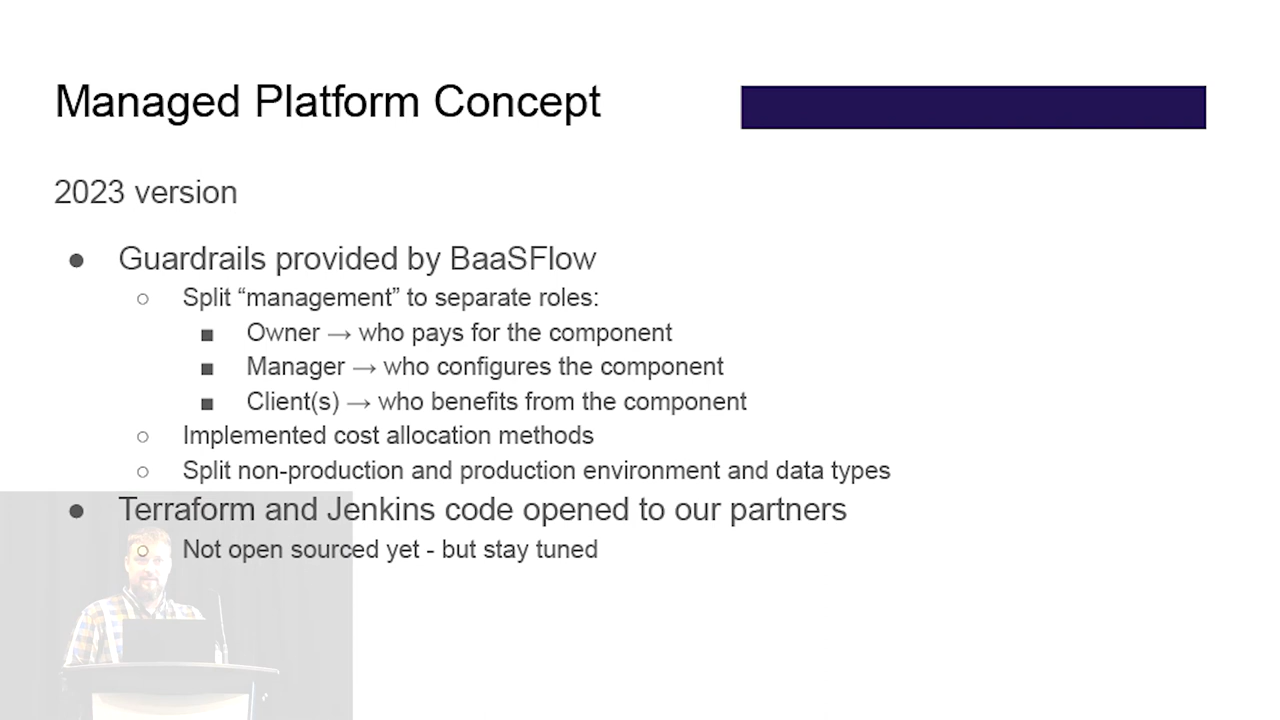 Managed Platform Concept
2023 version
● Guardrails provided by BaaSFlow
○ Split “management” to separate roles:
■ Owner → who pays for the component
■ Manager → who configures the component
■ Client(s) → who benefits from the component
○ Implemented cost allocation methods
○ Split non-production and production environment and data types
● Terraform and Jenkins code opened to our partners
○ Not open sourced yet - but stay tuned